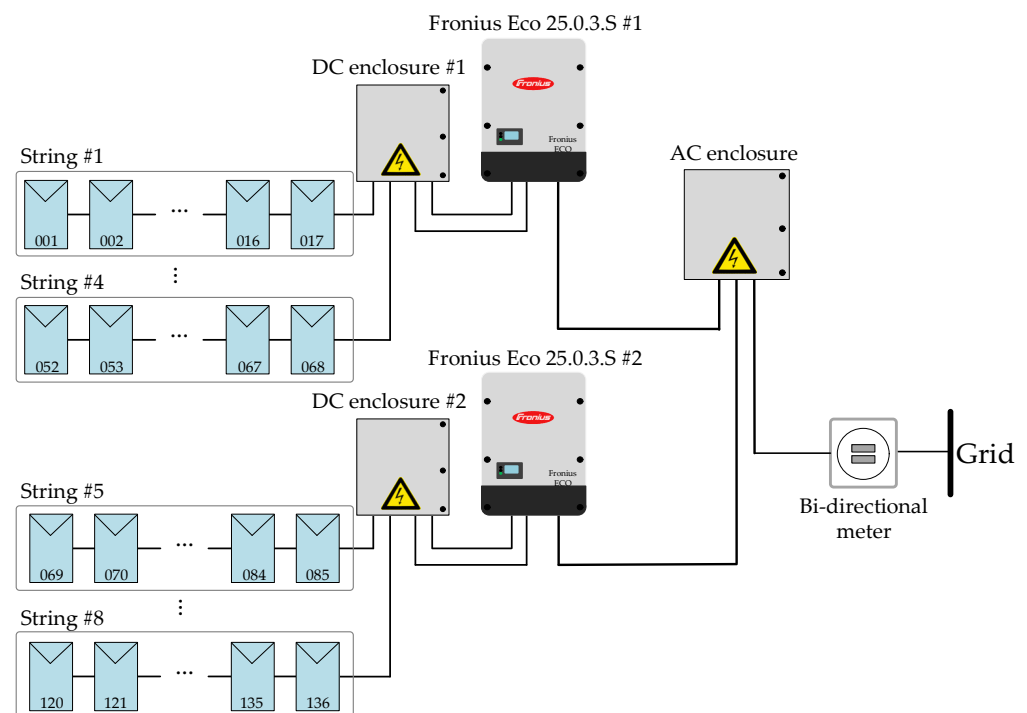 Fronius Eco 25.0.3.S #1
DC enclosure #1
Fronius
Fronius
ECO
String #1
001 002 ... 016 017
AC enclosure
String #4
052 053 ... 067 068
Fronius Eco 25.0.3.S #2
DC enclosure #2
Fronius
Fronius
ECO
Grid
Bi-directional
meter
String #5
069 070 ... 084 085
String #8
120 121 ... 135 136